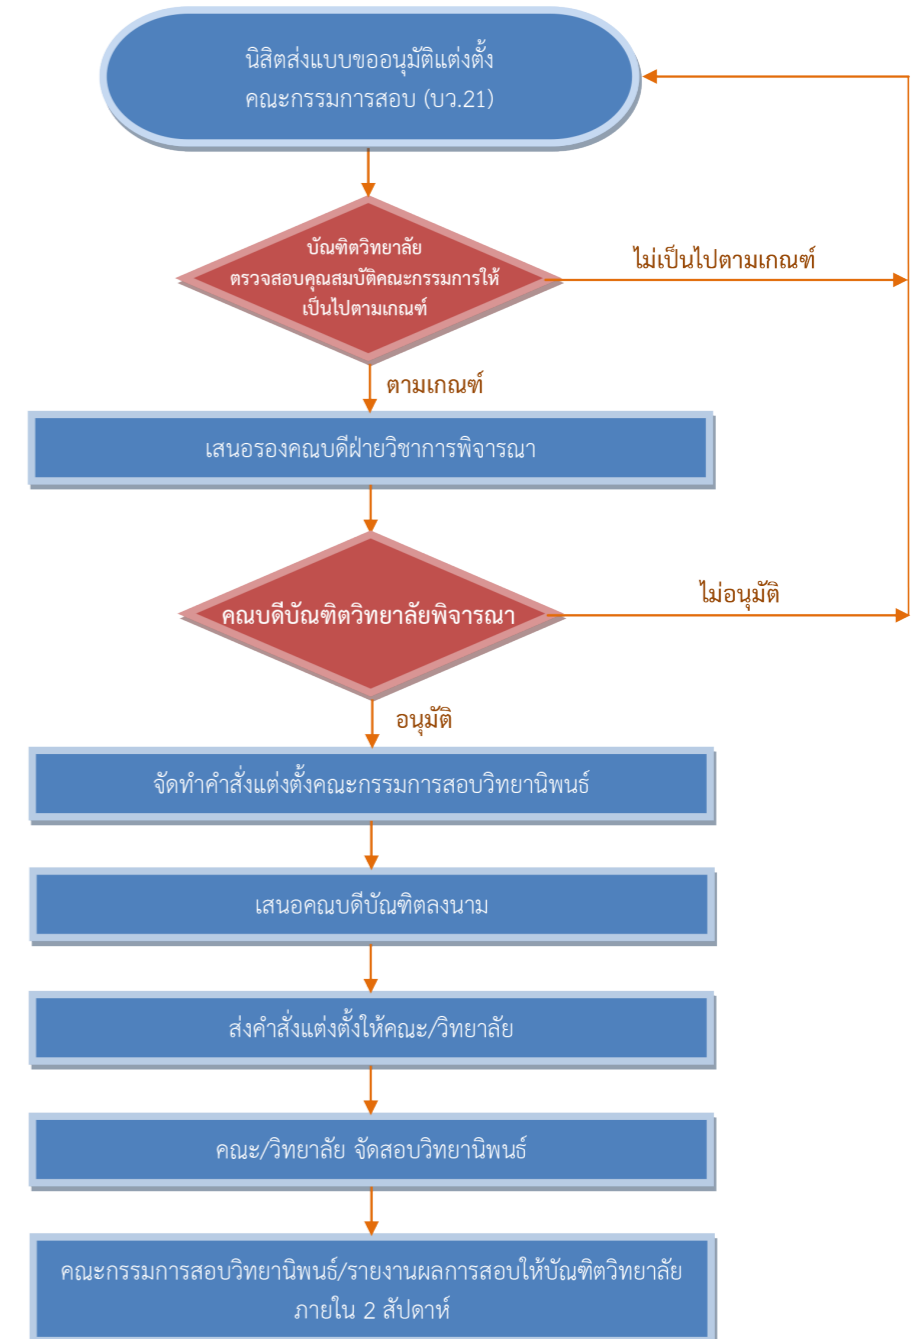 นิสิตส่งแบบขออนุมัติแต่งตั้ง
คณะกรรมการสอบ (บว.21)
บัณฑิตวิทยาลัย
ตรวจสอบคุณสมบัติคณะกรรมการให้
เป็นไปตามเกณฑ์
ไม่เป็นไปตามเกณฑ์
ตามเกณฑ์
เสนอรองคณบดีฝ่ายวิชาการพิจารณา
คณบดีบัณฑิตวิทยาลัยพิจารณา
ไม่อนุมัติ
อนุมัติ
จัดทำคำสั่งแต่งตั้งคณะกรรมการสอบวิทยานิพนธ์
เสนอคณบดีบัณฑิตลงนาม
ส่งคำสั่งแต่งตั้งให้คณะ/วิทยาลัย
คณะ/วิทยาลัย จัดสอบวิทยานิพนธ์
คณะกรรมการสอบวิทยานิพนธ์/รายงานผลการสอบให้บัณฑิตวิทยาลัย
ภายใน 2 สัปดาห์